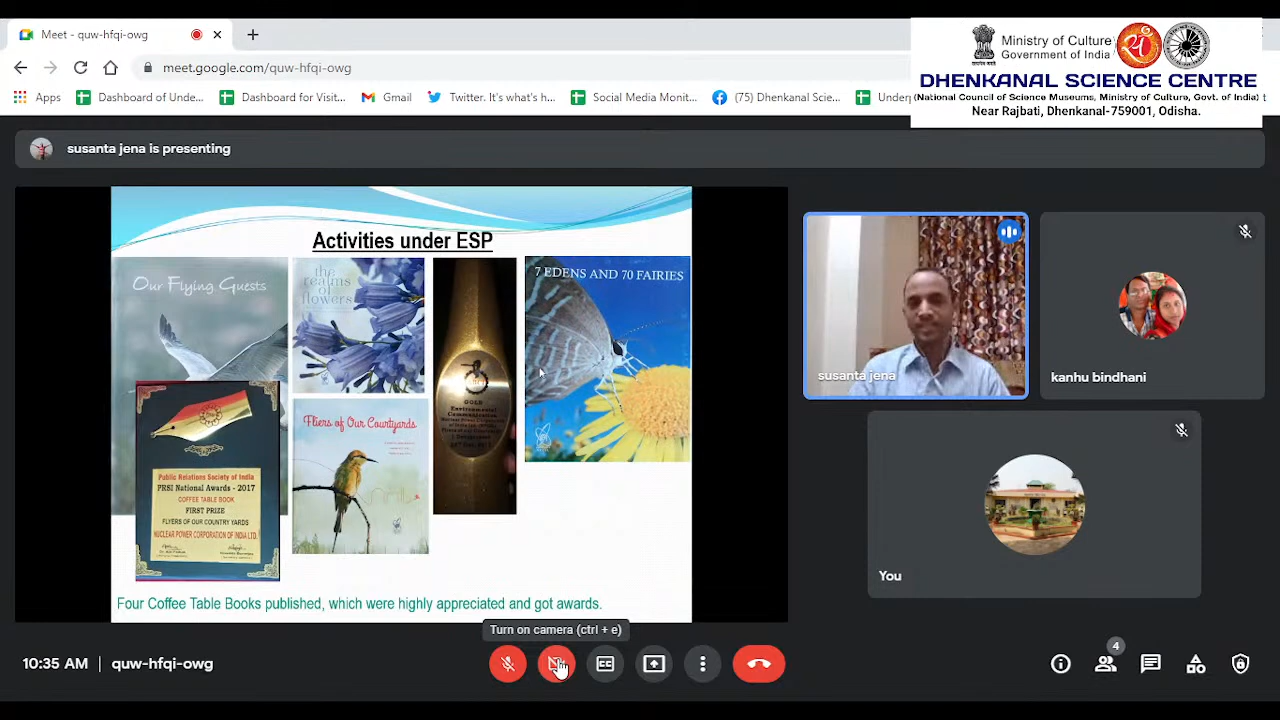 Meet - quw-hfqi-owg
meet.google.com/quw-hfqi-owg
Apps
Dashboard of Unde...
Dashboard for Visit...
Gmail
Twitter. It's what's h...
Social Media Monit...
(75) Dhenkanal Scie...
Ministry of Culture
Government of India
DHENKANAL SCIENCE CENTRE
(National Council of Science Museums, Ministry of Culture, Govt. of India)
Near Rajbati, Dhenkanal-759001, Odisha.
susanta jena is presenting
Activities under ESP
Our Flying Guests
the
realms
of
flowers
7 EDENS AND 70 FAIRIES
Fliers of Our Courtyards
GOLD
Environmental
Communication
Public Relations Society of India
PRSI National Awards - 2017
COFFEE TABLE BOOK
FIRST PRIZE
FLYERS OF OUR COUNTRY YARDS
NUCLEAR POWER CORPORATION OF INDIA LTD.
Four Coffee Table Books published, which were highly appreciated and got awards.
susanta jena
kanhu bindhani
You
Turn on camera (ctrl + e)
10:35 AM | quw-hfqi-owg
CC
4